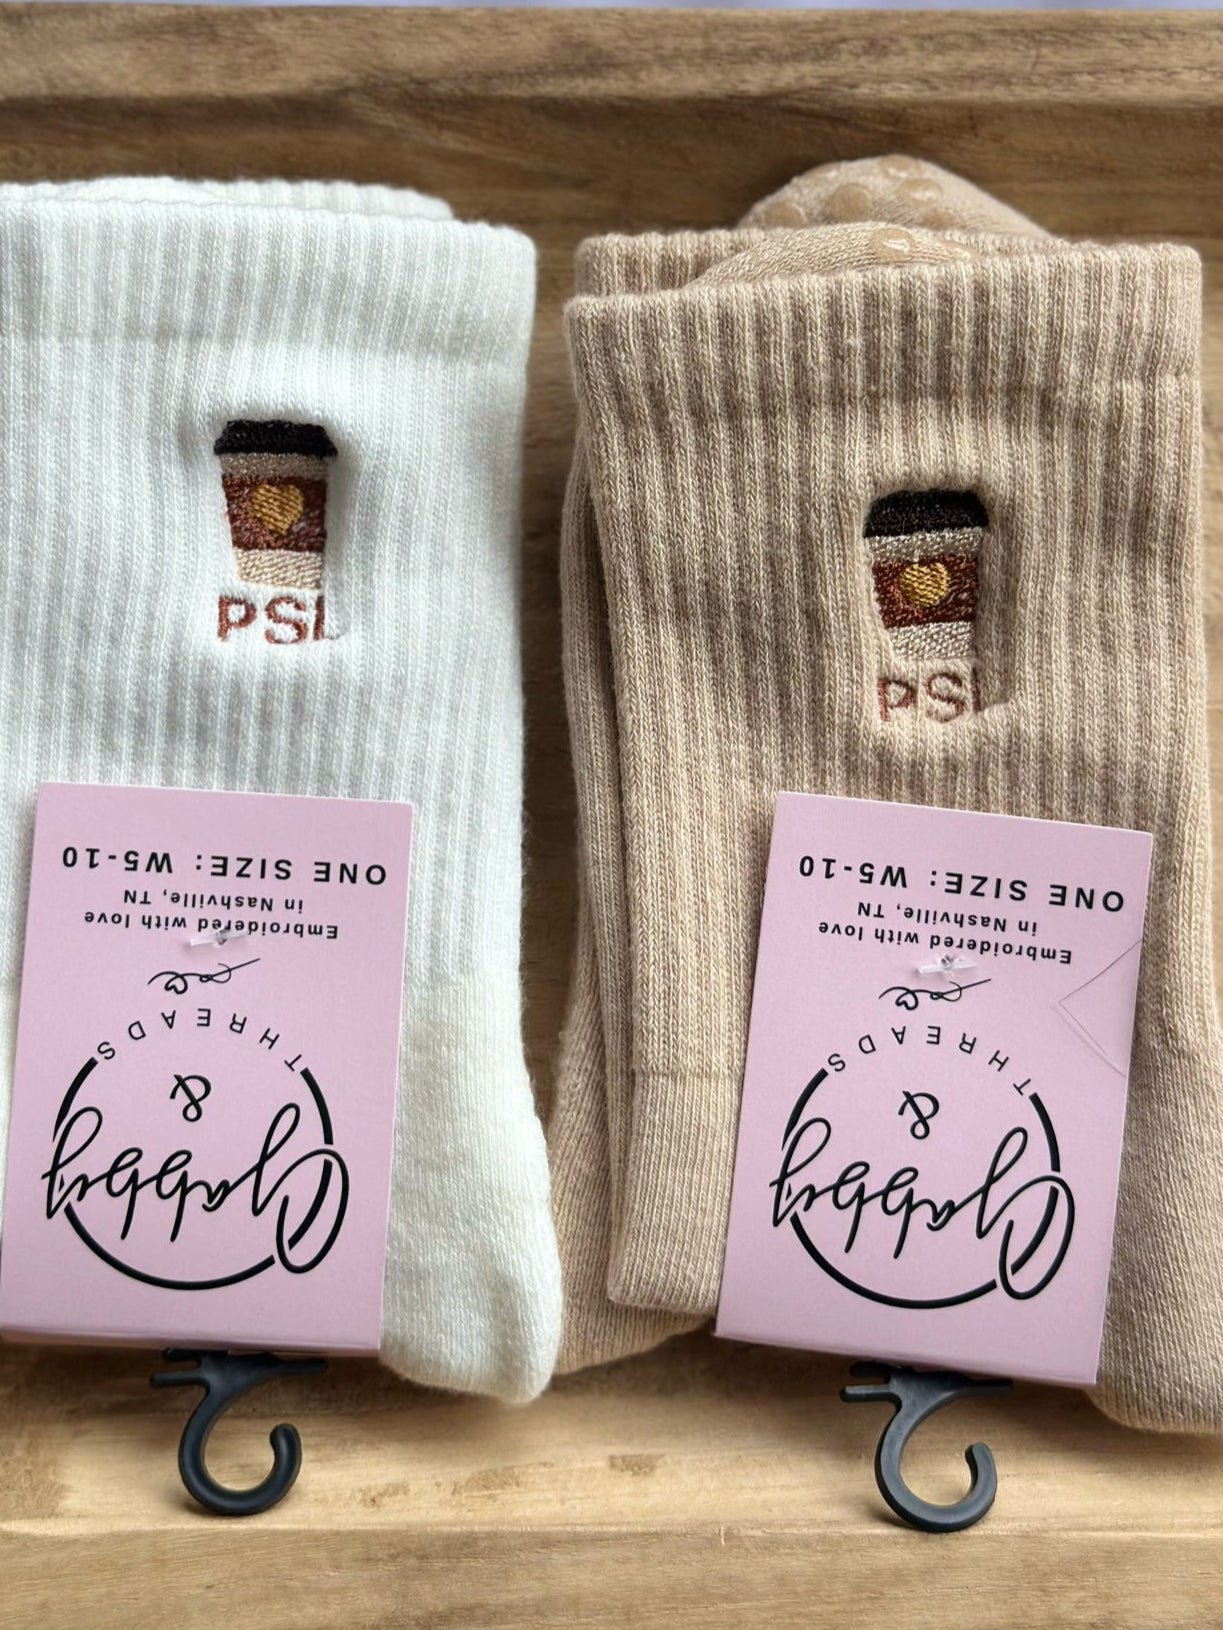 PSL
PSL
Gabby
&
THREADS
Embroidered with love
in Nashville, TN
ONE SIZE: W5-10
Gabby
&
THREADS
Embroidered with love
in Nashville, TN
ONE SIZE: W5-10